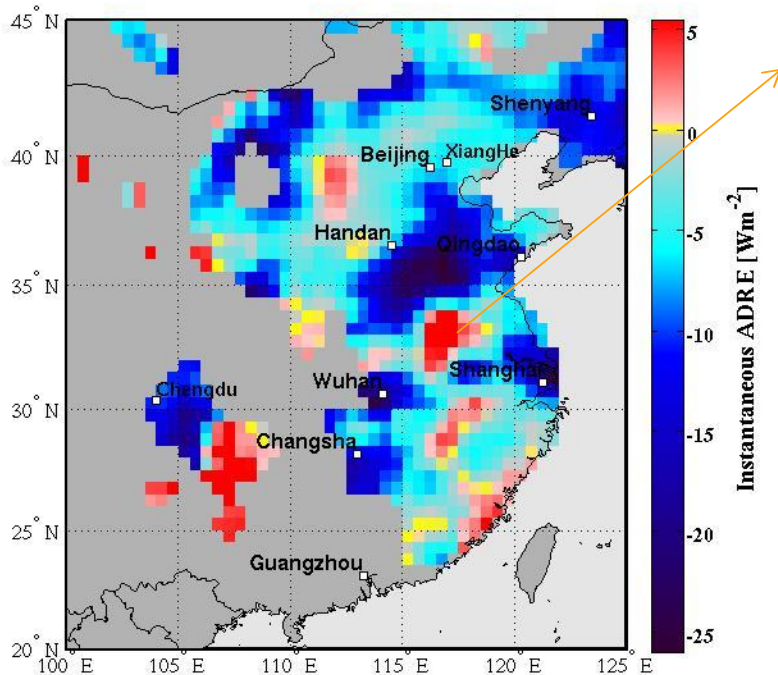 45° N
40° N
35° N
30° N
25° N
20° N
100° E
105° E
110° E
115° E
120° E
125° E
Shenyang
Beijing
XiangHe
Handan
Qingdao
Wuhan
Shanghai
Chengdu
Changsha
Guangzhou
5
0
-5
-10
-15
-20
-25
Instantaneous ADRE [Wm⁻²]